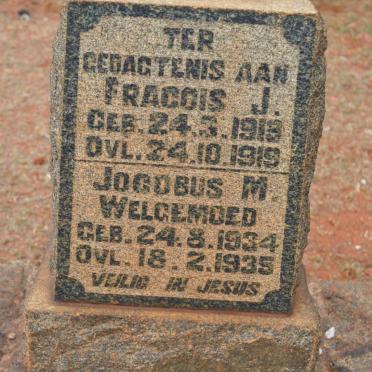 TER
GEDACTENIS AAN
FRACOIS J.
GEB. 24.3.1919
OVL. 24.10.1919
JOGOBUS M.
WELGEMOED
GEB. 24.8.1934
OVL. 18.2.1935
VEILIG IN JESUS